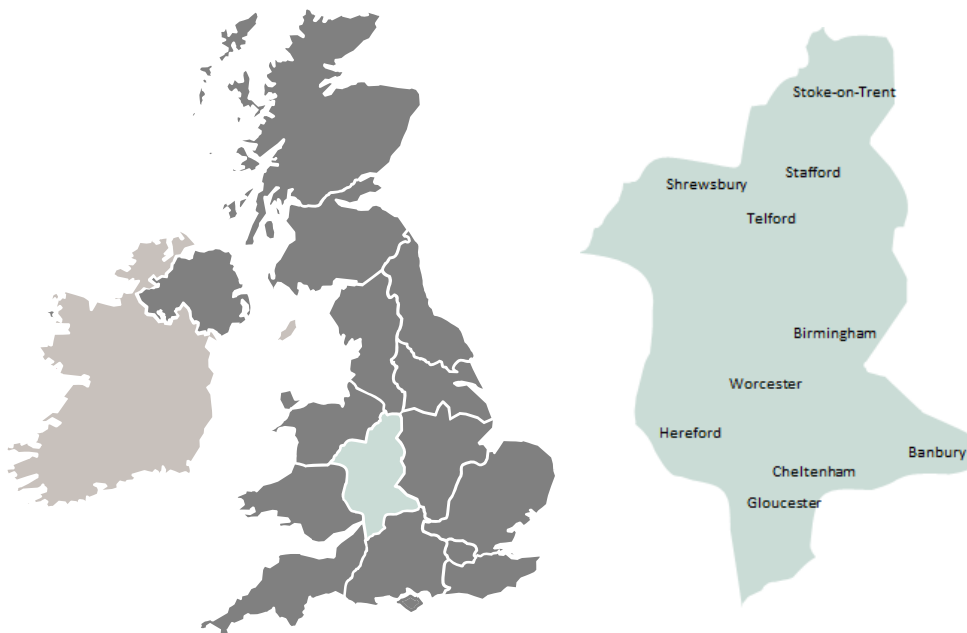 Stoke-on-Trent
Stafford
Shrewsbury
Telford
Birmingham
Worcester
Hereford
Banbury
Cheltenham
Gloucester